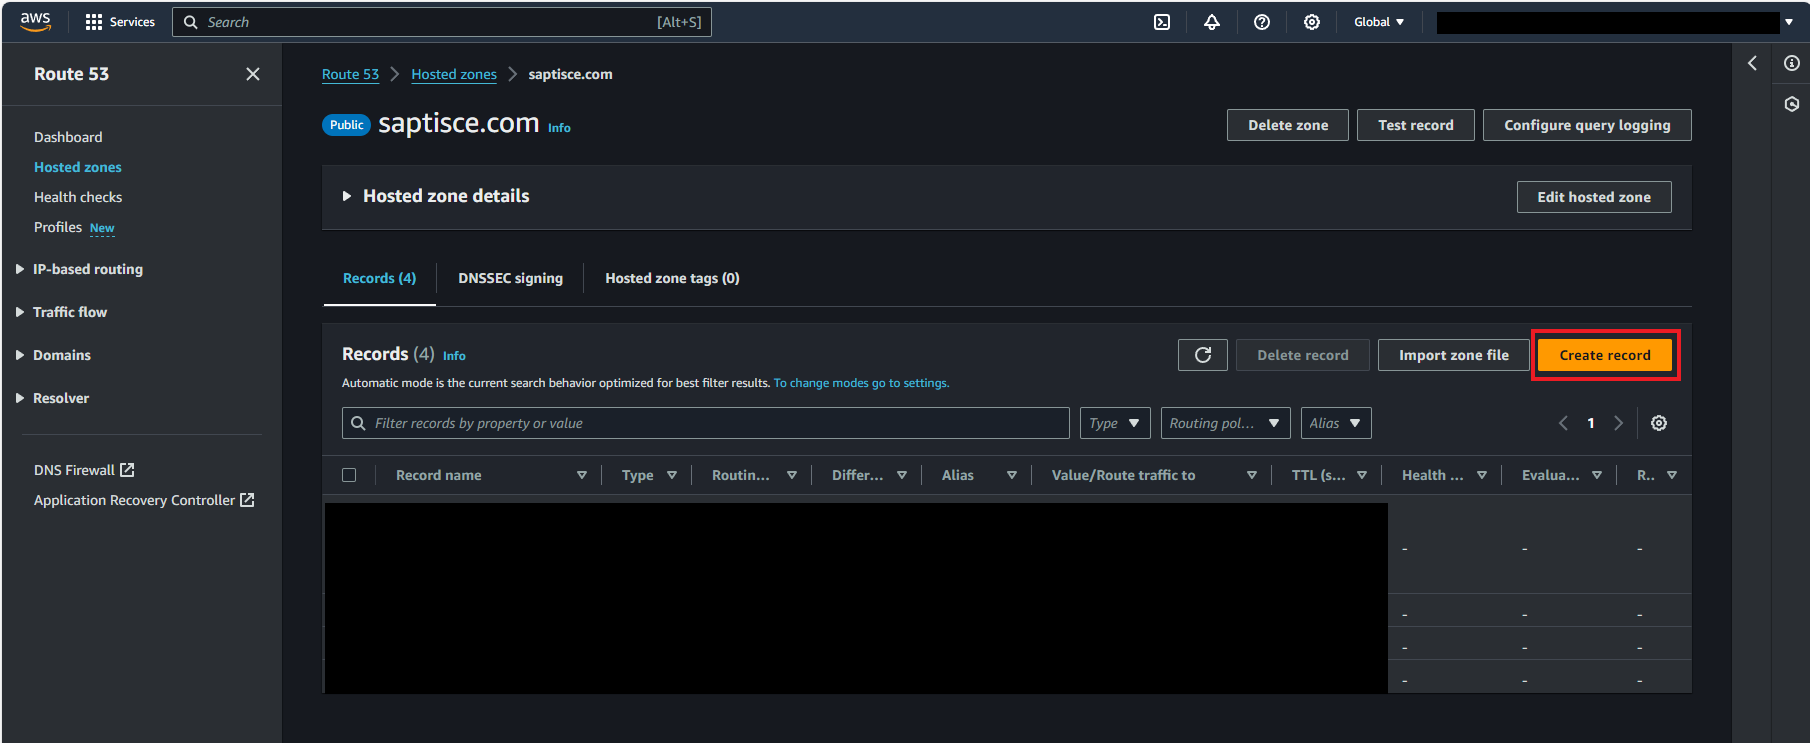 aws Services Search [Alt+S] Global
Route 53
Dashboard
Hosted zones
Health checks
Profiles New
IP-based routing
Traffic flow
Domains
Resolver
DNS Firewall
Application Recovery Controller
Route 53 Hosted zones saptisce.com
Public saptisce.com Info
Delete zone Test record Configure query logging
Hosted zone details Edit hosted zone
Records (4) DNSSEC signing Hosted zone tags (0)
Records (4) Info Delete record Import zone file Create record
Automatic mode is the current search behavior optimized for best filter results. To change modes go to settings.
Filter records by property or value Type Routing pol... Alias 1
Record name Type Routin... Differ... Alias Value/Route traffic to TTL (s... Health ... Evalua... R..
- - -
- - -
- - -
- - -